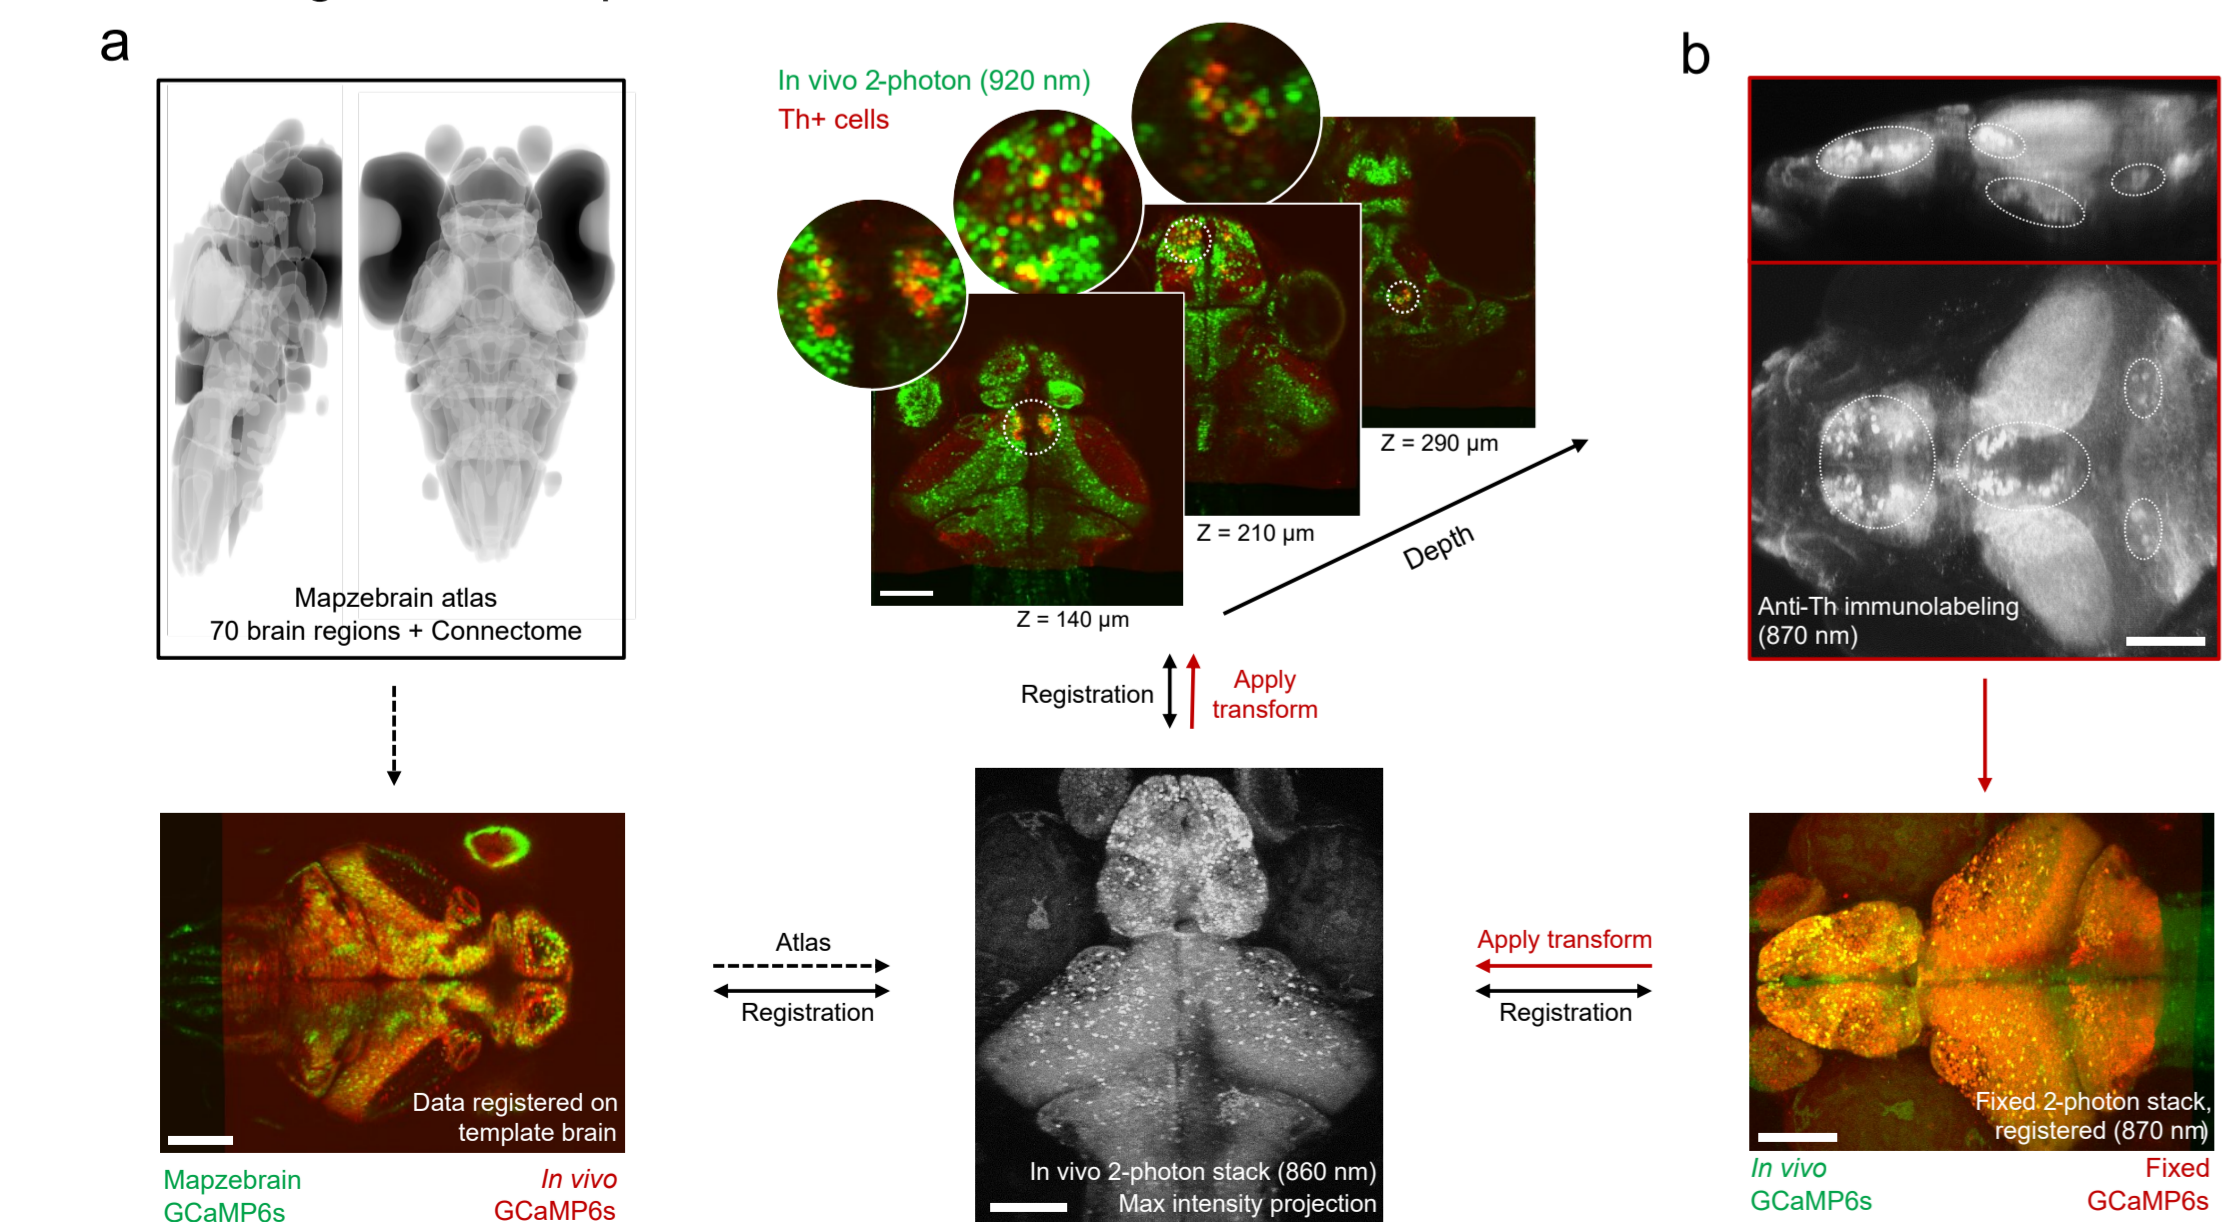 a
Mapzebrain atlas
70 brain regions + Connectome
In vivo 2-photon (920 nm)
Th+ cells
Z = 290 µm
Z = 210 µm
Z = 140 µm
Depth
Registration
Apply
transform
b
Anti-Th immunolabeling
(870 nm)
Data registered on
template brain
Mapzebrain
GCaMP6s
In vivo
GCaMP6s
Atlas
Registration
In vivo 2-photon stack (860 nm)
Max intensity projection
Apply transform
Registration
Fixed 2-photon stack,
registered (870 nm)
In vivo
GCaMP6s
Fixed
GCaMP6s